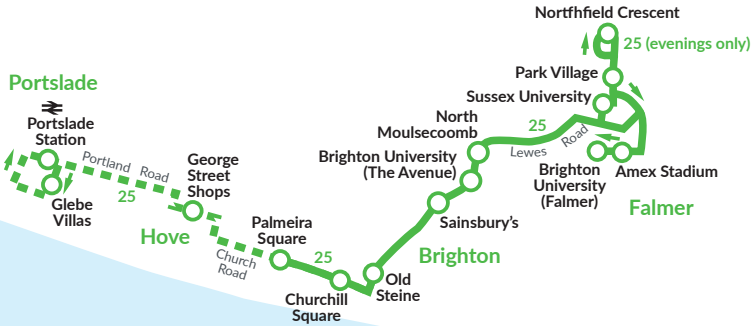 Nortfhfield Crescent
25 (evenings only)
Park Village
Sussex University
Portslade
Portslade
Station
Portland Road
25
Glebe
Villas
George
Street
Shops
Hove
Church
Road
Palmeira
Square
25
Churchill
Square
Old
Steine
Brighton
Sainsbury's
Brighton University
(The Avenue)
North
Moulsecoomb
25
Lewes Road
Brighton
University
(Falmer)
Amex Stadium
Falmer